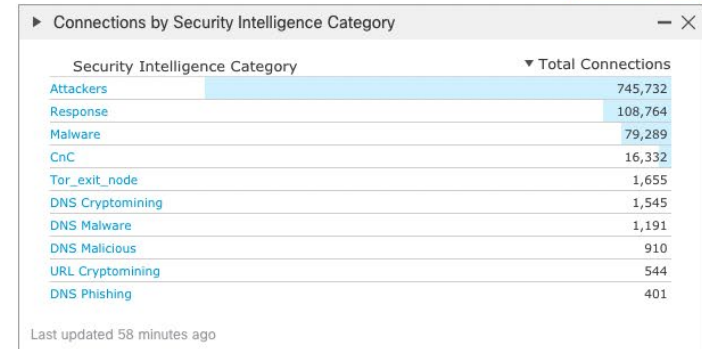 Connections by Security Intelligence Category
Security Intelligence Category Total Connections
Attackers 745,732
Response 108,764
Malware 79,289
CnC 16,332
Tor_exit_node 1,655
DNS Cryptomining 1,545
DNS Malware 1,191
DNS Malicious 910
URL Cryptomining 544
DNS Phishing 401
Last updated 58 minutes ago